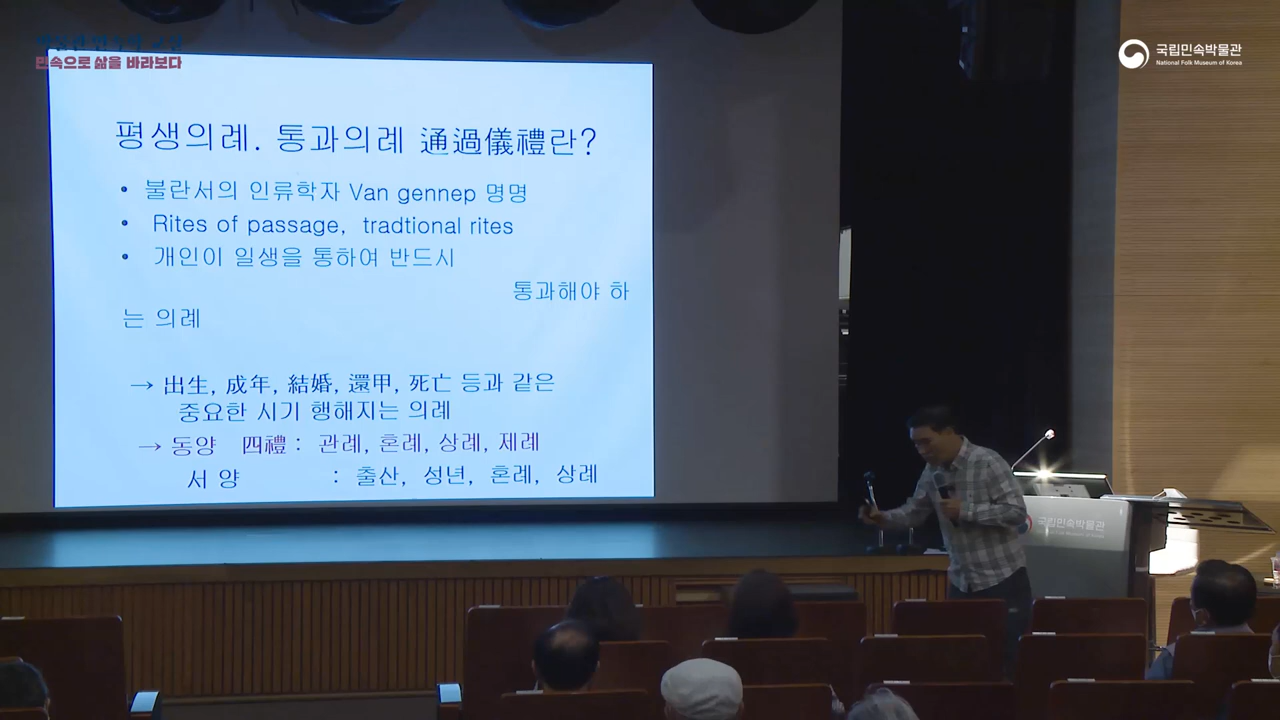 민속으로 삶을 바라보다
국립민속박물관
National Folk Museum of Korea
평생의례. 통과의례 通過儀禮란?
• 불란서의 인류학자 Van gennep 명명
• Rites of passage, tradtional rites
• 개인이 일생을 통하여 반드시
통과해야 하
는 의례
→ 出生, 成年, 結婚, 還甲, 死亡 등과 같은
중요한 시기 행해지는 의례
→ 동양 四禮 : 관례, 혼례, 상례, 제례
서 양 : 출산, 성년, 혼례, 상례
국립민속박물관